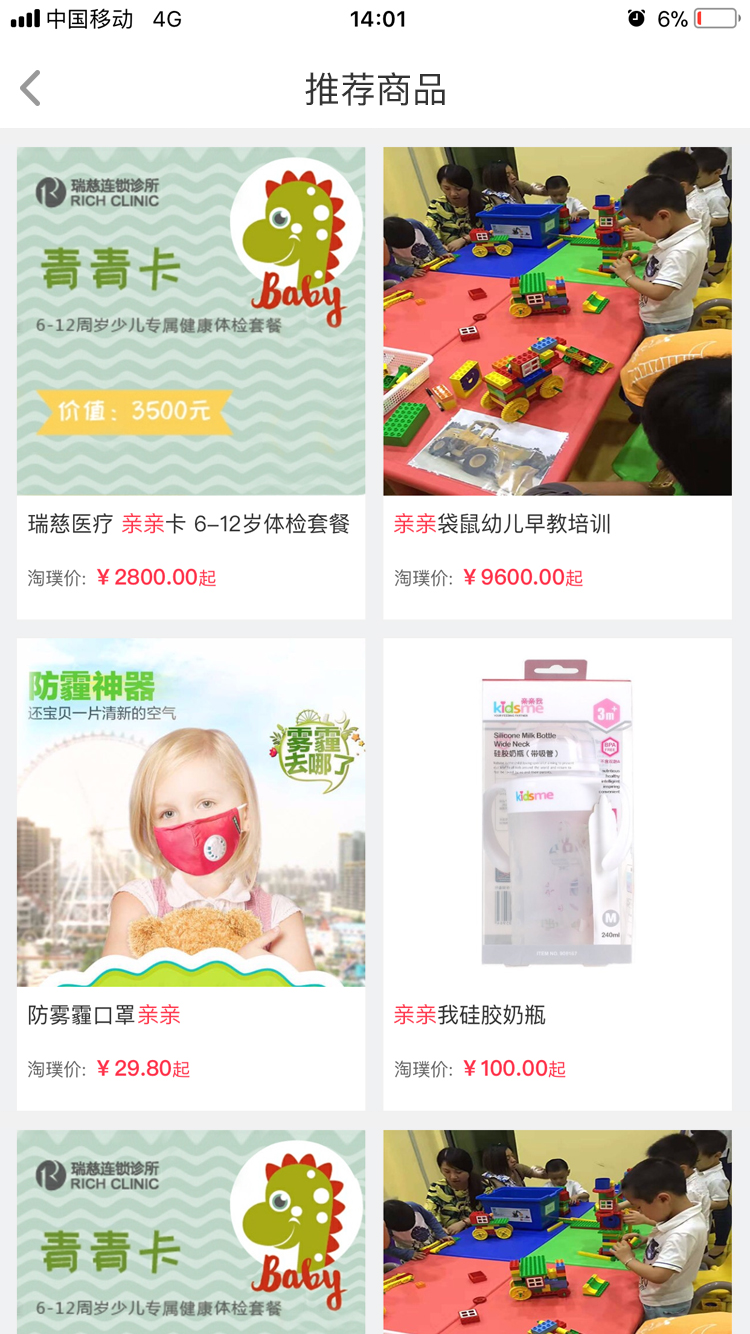 中国移动 4G 14:01 6%
推荐商品
瑞慈连锁诊所
RICH CLINIC
青青卡
Baby
6-12周岁少儿专属健康体检套餐
价值：3500元
瑞慈医疗 亲亲卡 6-12岁体检套餐
淘璞价: ¥2800.00起
亲亲袋鼠幼儿早教培训
淘璞价: ¥9600.00起
防霾神器
还宝贝一片清新的空气
雾霾
去哪了
防雾霾口罩亲亲
淘璞价: ¥29.80起
亲亲我
kidsme
3m+
Silicone Milk Bottle
Wide Neck
硅胶奶瓶（带吸管）
BPA
kidsme
M
240ml
亲亲我硅胶奶瓶
淘璞价: ¥100.00起
瑞慈连锁诊所
RICH CLINIC
青青卡
Baby
6-12周岁少儿专属健康体检套餐